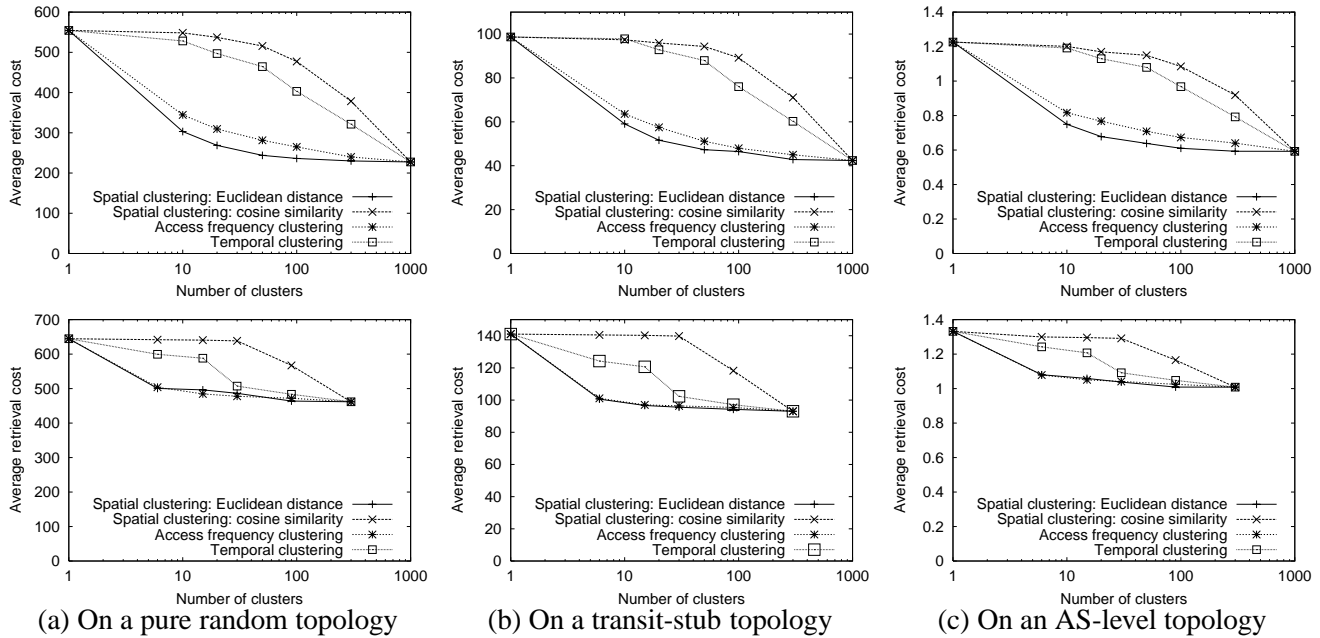 Average retrieval cost
600
500
400
300
200
100
0
Spatial clustering: Euclidean distance
Spatial clustering: cosine similarity
Access frequency clustering
Temporal clustering
1 10 100 1000
Number of clusters
Average retrieval cost
100
80
60
40
20
0
Spatial clustering: Euclidean distance
Spatial clustering: cosine similarity
Access frequency clustering
Temporal clustering
1 10 100 1000
Number of clusters
Average retrieval cost
1.4
1.2
1
0.8
0.6
0.4
0.2
0
Spatial clustering: Euclidean distance
Spatial clustering: cosine similarity
Access frequency clustering
Temporal clustering
1 10 100 1000
Number of clusters
Average retrieval cost
700
600
500
400
300
200
100
0
Spatial clustering: Euclidean distance
Spatial clustering: cosine similarity
Access frequency clustering
Temporal clustering
1 10 100 1000
Number of clusters
Average retrieval cost
140
120
100
80
60
40
20
0
Spatial clustering: Euclidean distance
Spatial clustering: cosine similarity
Access frequency clustering
Temporal clustering
1 10 100 1000
Number of clusters
Average retrieval cost
1.4
1.2
1
0.8
0.6
0.4
0.2
0
Spatial clustering: Euclidean distance
Spatial clustering: cosine similarity
Access frequency clustering
Temporal clustering
1 10 100 1000
Number of clusters
(a) On a pure random topology
(b) On a transit-stub topology
(c) On an AS-level topology